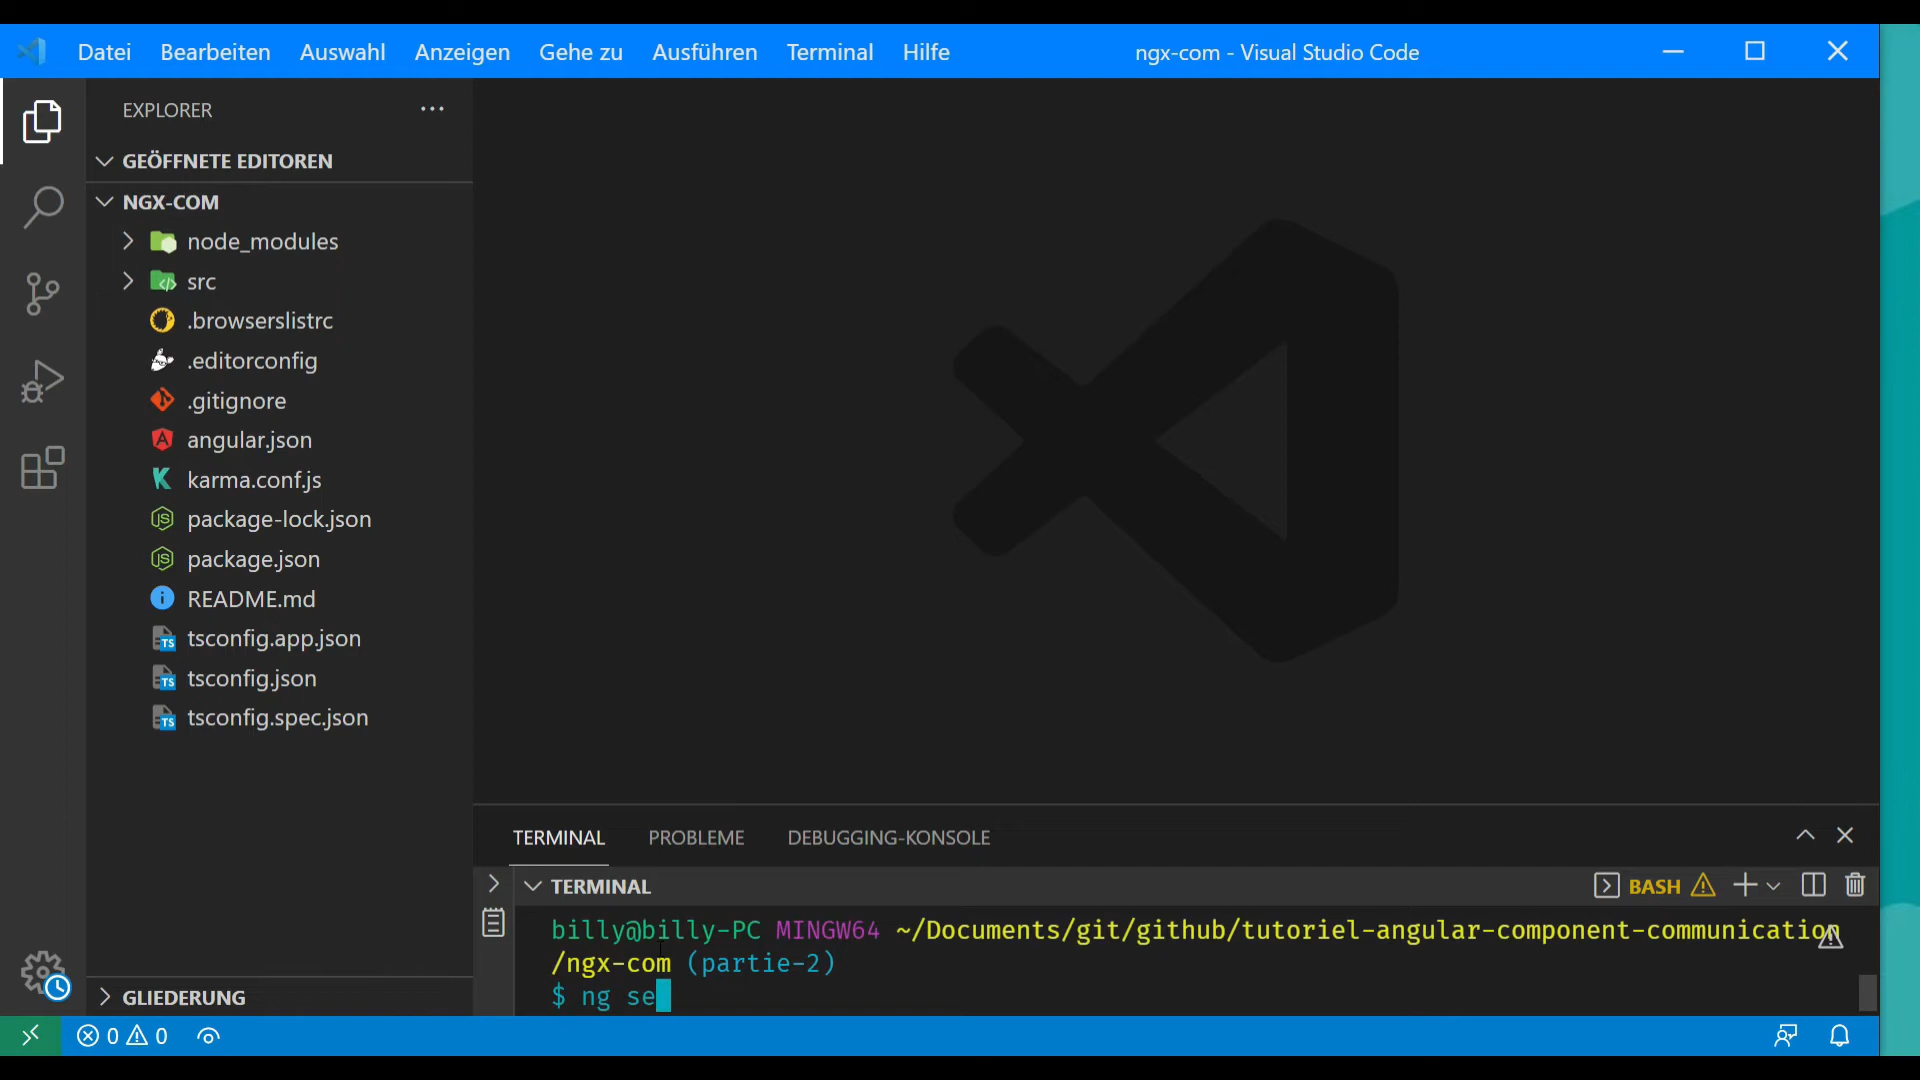 Datei Bearbeiten Auswahl Anzeigen Gehe zu Ausführen Terminal Hilfe ngx-com - Visual Studio Code
EXPLORER
GEÖFFNETE EDITOREN
NGX-COM
node_modules
src
.browserslistrc
.editorconfig
.gitignore
angular.json
karma.conf.js
package-lock.json
package.json
README.md
tsconfig.app.json
tsconfig.json
tsconfig.spec.json
GLIEDERUNG
TERMINAL PROBLEME DEBUGGING-KONSOLE
TERMINAL BASH
billy@billy-PC MINGW64 ~/Documents/git/github/tutoriel-angular-component-communication
/ngx-com (partie-2)
$ ng se
0 0